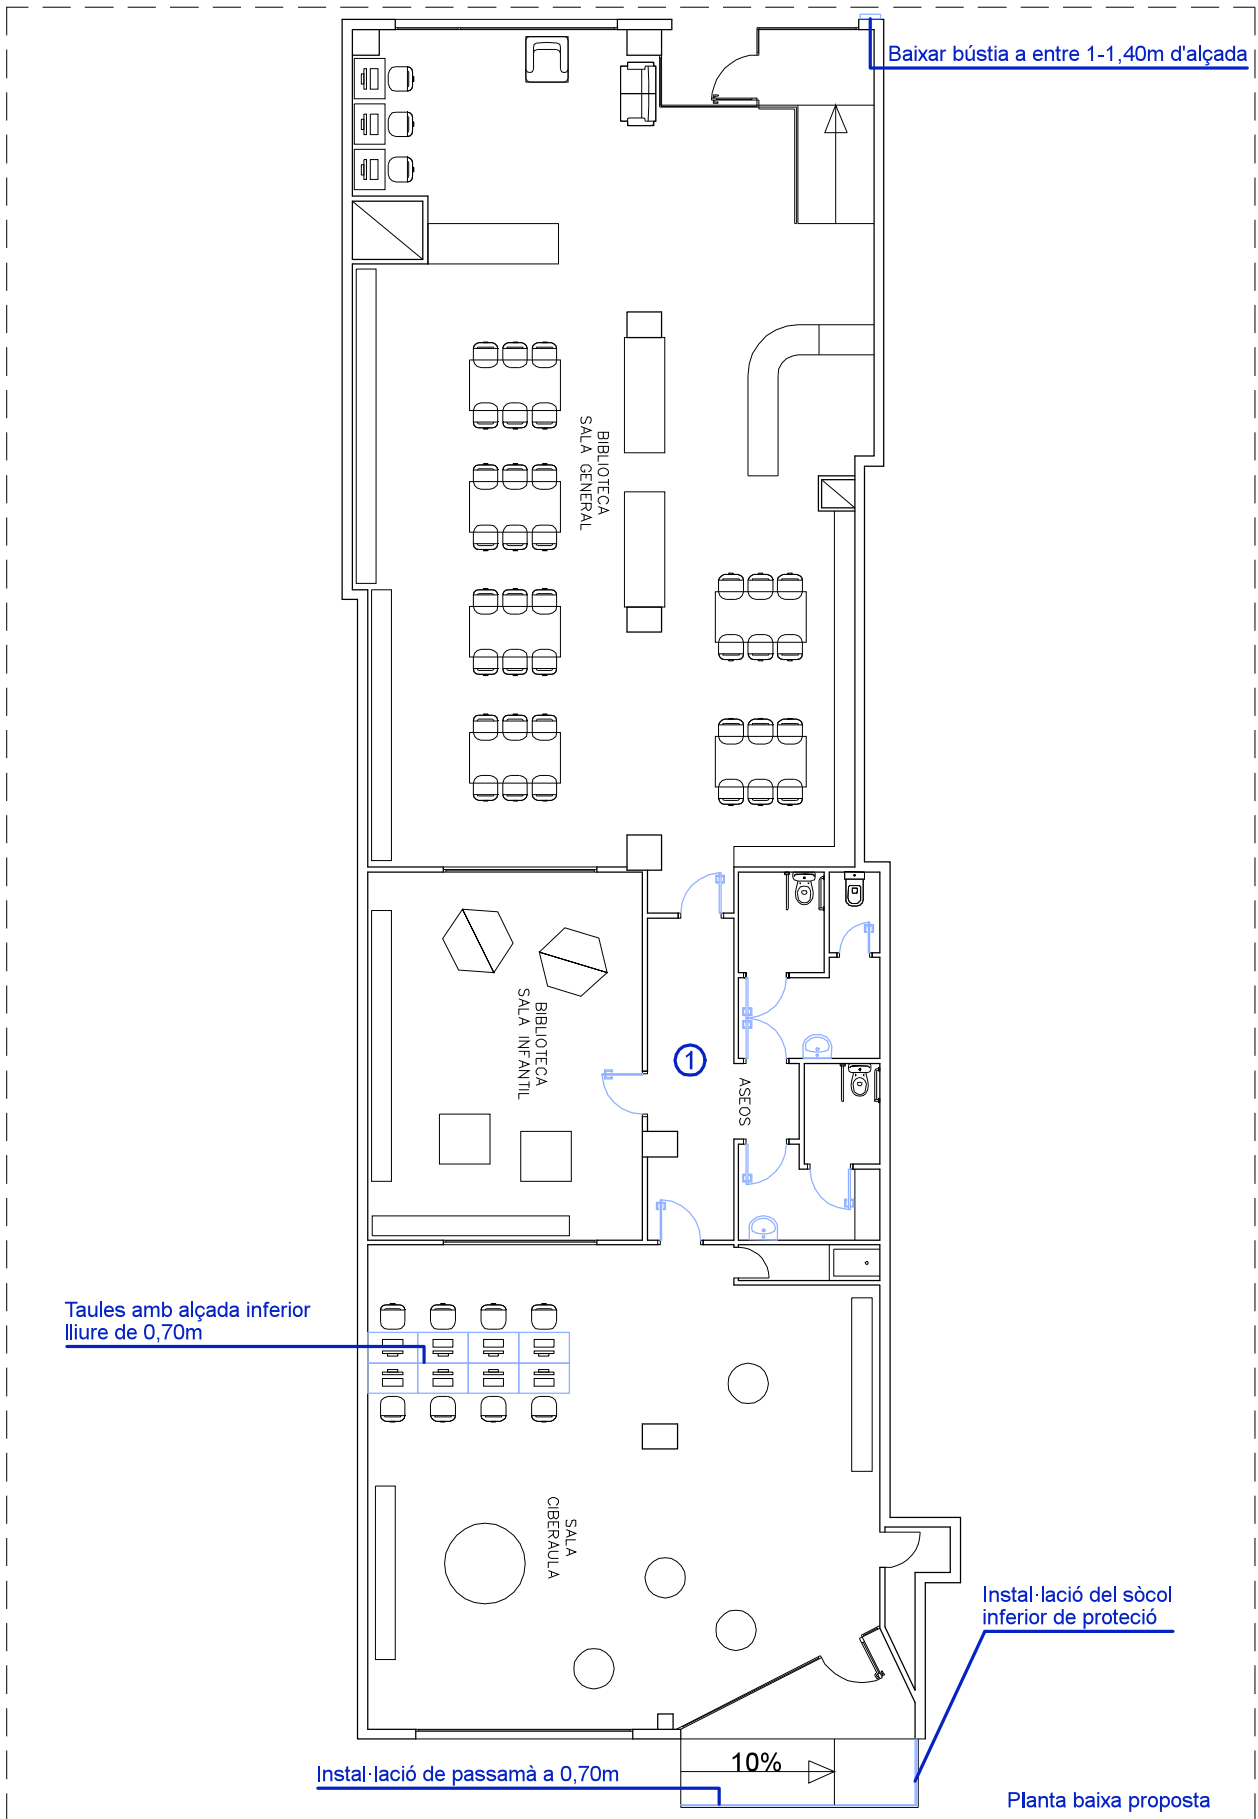 Baixar bústia a entre 1-1,40m d'alçada
BIBLIOTECA
SALA GENERAL
BIBLIOTECA
SALA INFANTIL
1
ASEOS
Taules amb alçada inferior
lliure de 0,70m
SALA
CIBERAULA
Instal·lació del sòcol
inferior de proteció
10%
Instal·lació de passamà a 0,70m
Planta baixa proposta